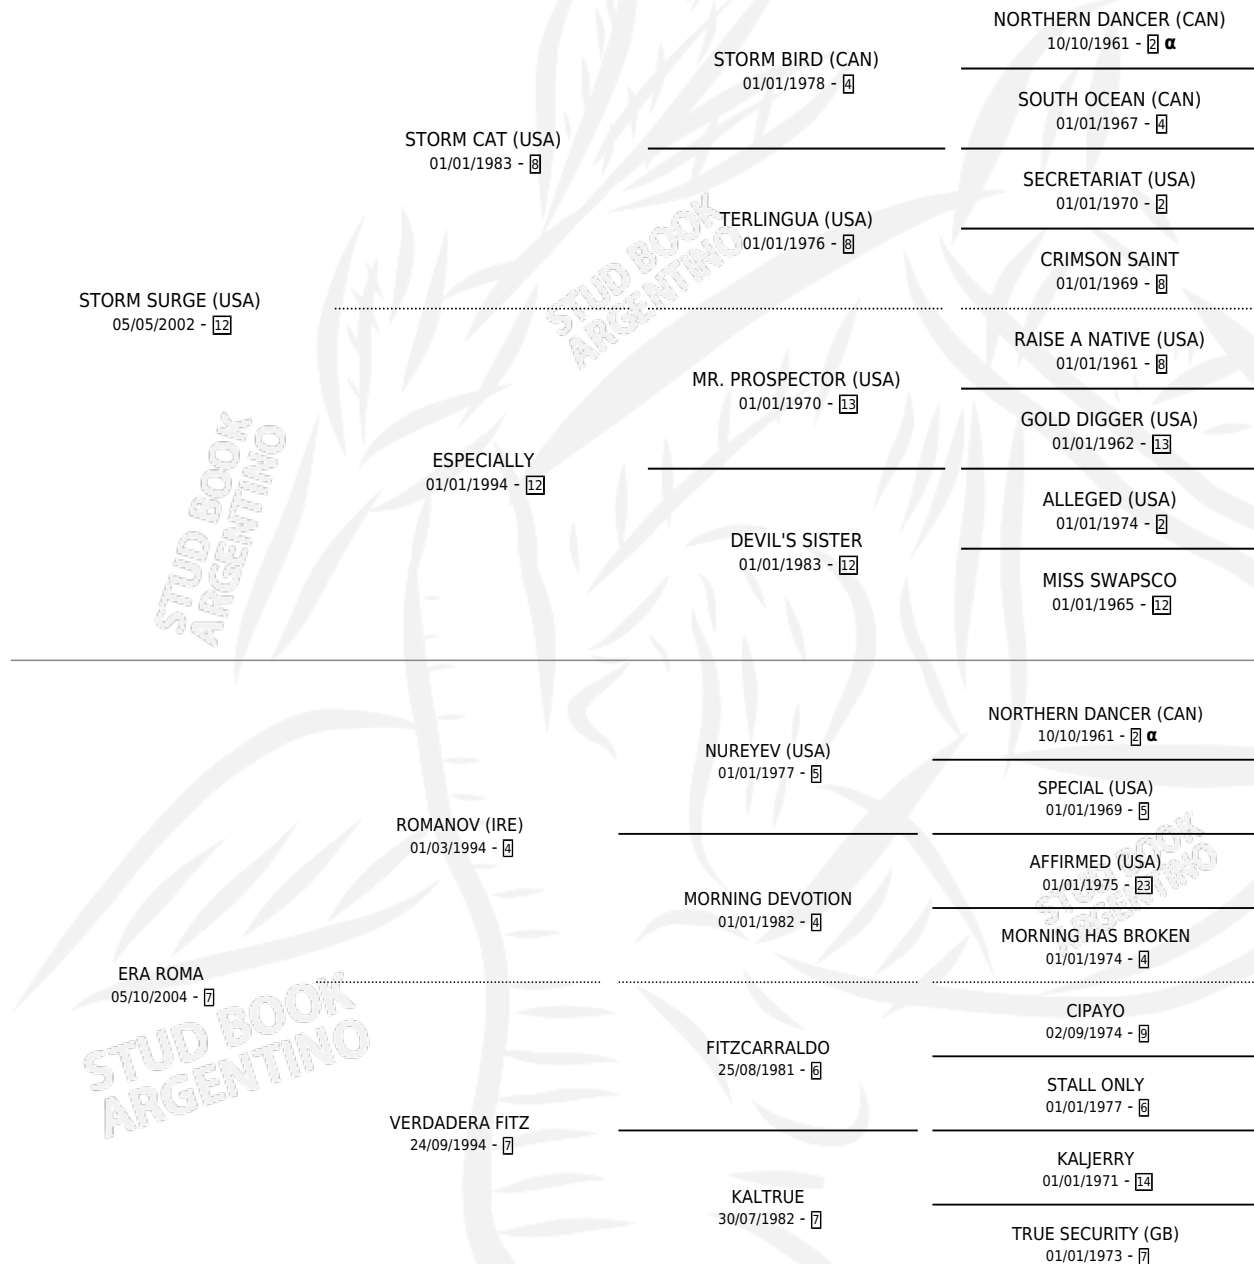 NORTHERN DANCER (CAN)
10/10/1961 - 2 α
STORM BIRD (CAN)
01/01/1978 - 4
SOUTH OCEAN (CAN)
01/01/1967 - 4
STORM CAT (USA)
01/01/1983 - 8
SECRETARIAT (USA)
01/01/1970 - 2
TERLINGUA (USA)
01/01/1976 - 8
CRIMSON SAINT
01/01/1969 - 8
STORM SURGE (USA)
05/05/2002 - 12
RAISE A NATIVE (USA)
01/01/1961 - 8
MR. PROSPECTOR (USA)
01/01/1970 - 13
GOLD DIGGER (USA)
01/01/1962 - 13
ESPECIALLY
01/01/1994 - 12
ALLEGED (USA)
01/01/1974 - 2
DEVIL'S SISTER
01/01/1983 - 12
MISS SWAPSCO
01/01/1965 - 12
NORTHERN DANCER (CAN)
10/10/1961 - 2 α
NUREYEV (USA)
01/01/1977 - 5
SPECIAL (USA)
01/01/1969 - 5
ROMANOV (IRE)
01/03/1994 - 4
AFFIRMED (USA)
01/01/1975 - 23
MORNING DEVOTION
01/01/1982 - 4
MORNING HAS BROKEN
01/01/1974 - 4
ERA ROMA
05/10/2004 - 7
CIPAYO
02/09/1974 - 9
FITZCARRALDO
25/08/1981 - 6
STALL ONLY
01/01/1977 - 6
VERDADERA FITZ
24/09/1994 - 7
KALJERRY
01/01/1971 - 14
KALTRUE
30/07/1982 - 7
TRUE SECURITY (GB)
01/01/1973 - 7
STUD BOOK
ARGENTINO
STUD BOOK
ARGENTINO
STUD BOOK
ARGENTINO
STUD BOOK
ARGENTINO